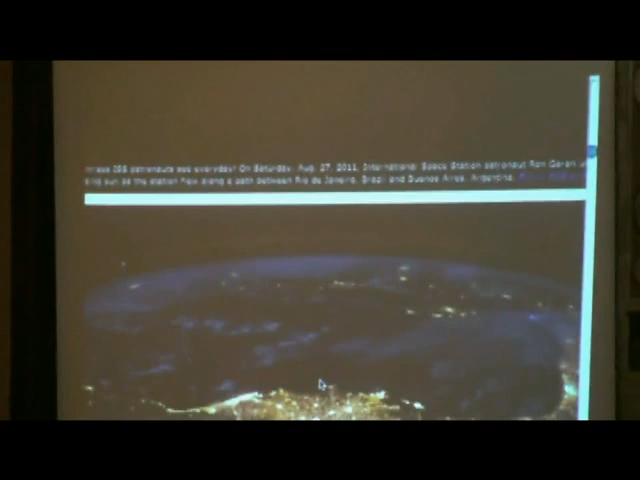 ISS astronauts see everyday! On Saturday, Aug. 27, 2011, International Space Station astronaut Ron Garan
sun as the station flew along a path between Rio de Janeiro, Brazil and Buenos Aires, Argentina.